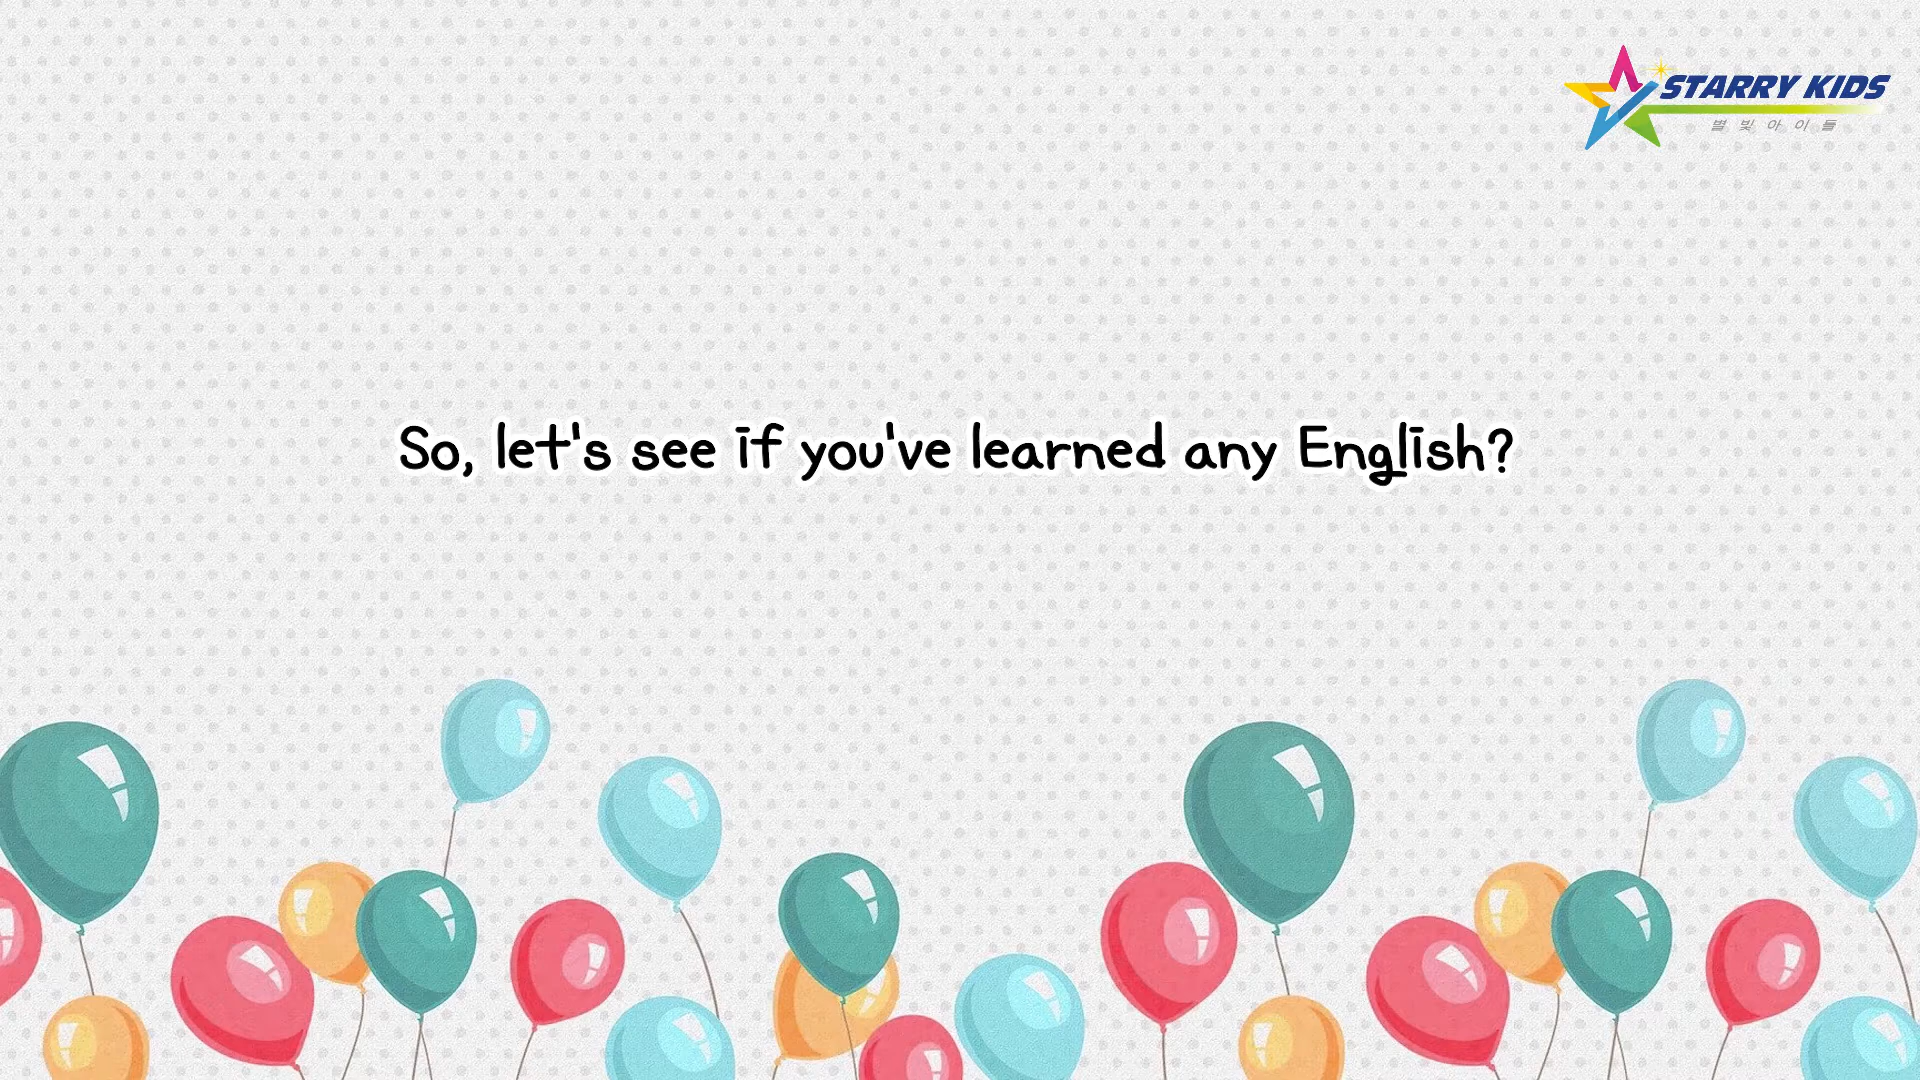 STARRY KIDS
별빛아이들
So, let's see if you've learned any English?